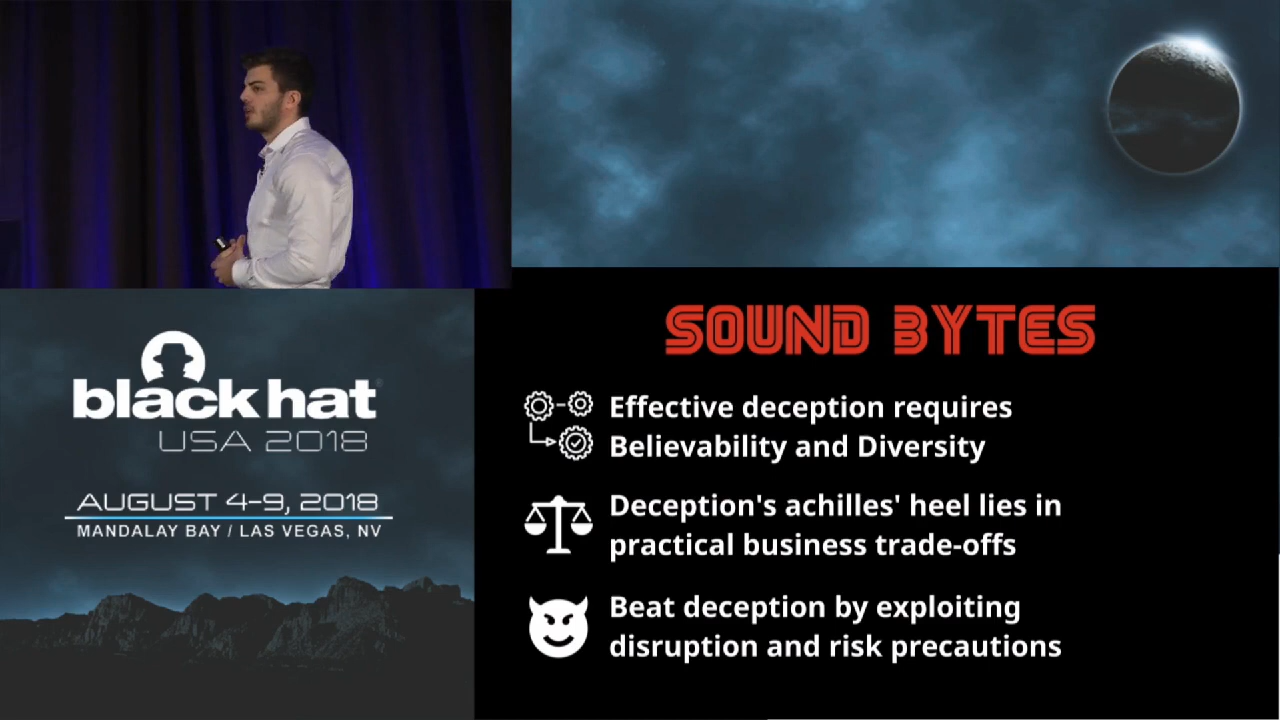 black hat
USA 2018
AUGUST 4-9, 2018
MANDALAY BAY / LAS VEGAS, NV
SOUND BYTES
Effective deception requires
Believability and Diversity
Deception's achilles' heel lies in
practical business trade-offs
Beat deception by exploiting
disruption and risk precautions